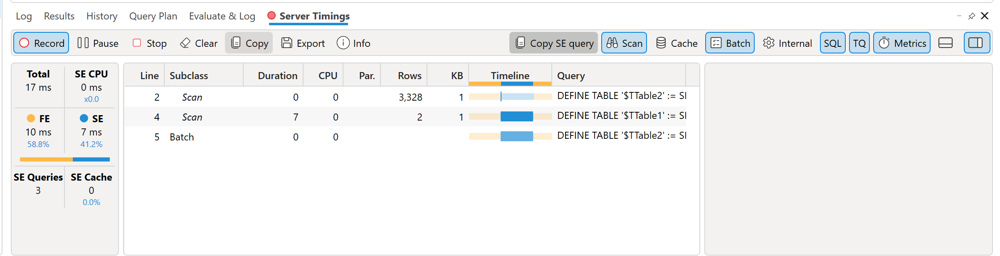 Log Results History Query Plan Evaluate & Log Server Timings
Record Pause Stop Clear Copy Export Info Copy SE query Scan Cache Batch Internal SQL TQ Metrics
Total SE CPU
17 ms 0 ms
x0.0
FE SE
10 ms 7 ms
58.8% 41.2%
SE Queries SE Cache
3 0
0.0%
Line Subclass Duration CPU Par. Rows KB Timeline Query
2 Scan 0 0 3,328 1 DEFINE TABLE '$TTable2' := SI
4 Scan 7 0 2 1 DEFINE TABLE '$TTable1' := SI
5 Batch 0 0 DEFINE TABLE '$TTable2' := SI